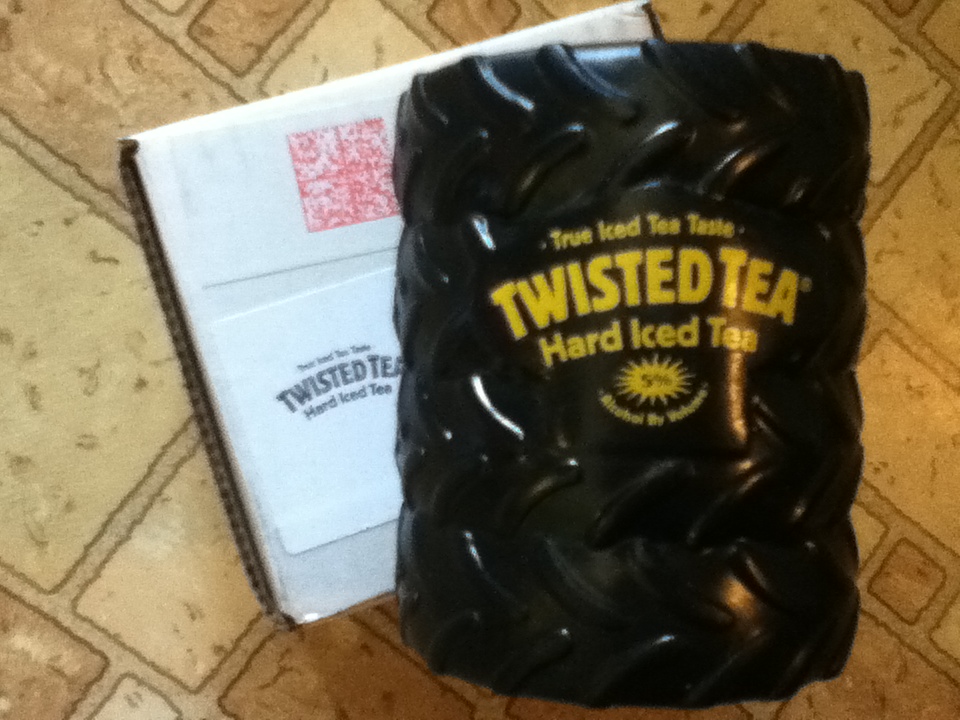 True Iced Tea Taste
TWISTED TEA
Hard Iced Tea
· True Iced Tea Taste ·
TWISTED TEA®
Hard Iced Tea
5%
Alcohol By Volume